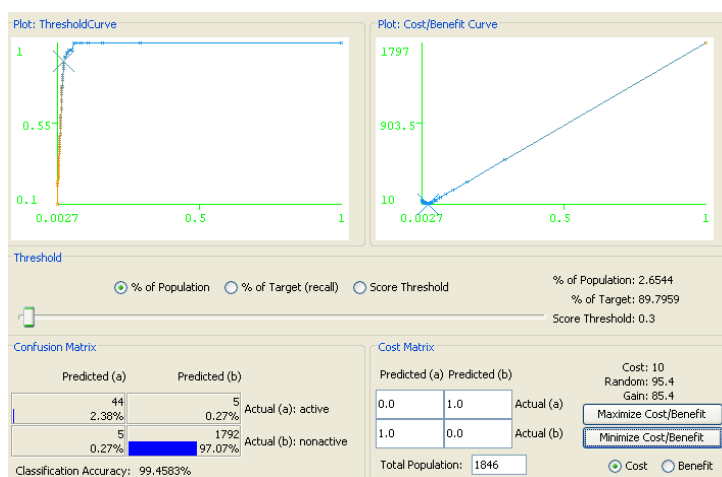 Plot: ThresholdCurve
1
0.55
0.1
0.0027
0.5
1
Plot: Cost/Benefit Curve
1797
903.5
10
0.0027
0.5
1
Threshold
% of Population
% of Target (recall)
Score Threshold
% of Population: 2.6544
% of Target: 89.7959
Score Threshold: 0.3
Confusion Matrix
Predicted (a) Predicted (b)
44 5
2.38% 0.27% Actual (a): active
5 1792
0.27% 97.07% Actual (b): nonactive
Classification Accuracy: 99.4583%
Cost Matrix
Predicted (a) Predicted (b)
0.0 1.0 Actual (a)
1.0 0.0 Actual (b)
Total Population: 1846
Cost: 10
Random: 95.4
Gain: 85.4
Maximize Cost/Benefit
Minimize Cost/Benefit
Cost Benefit